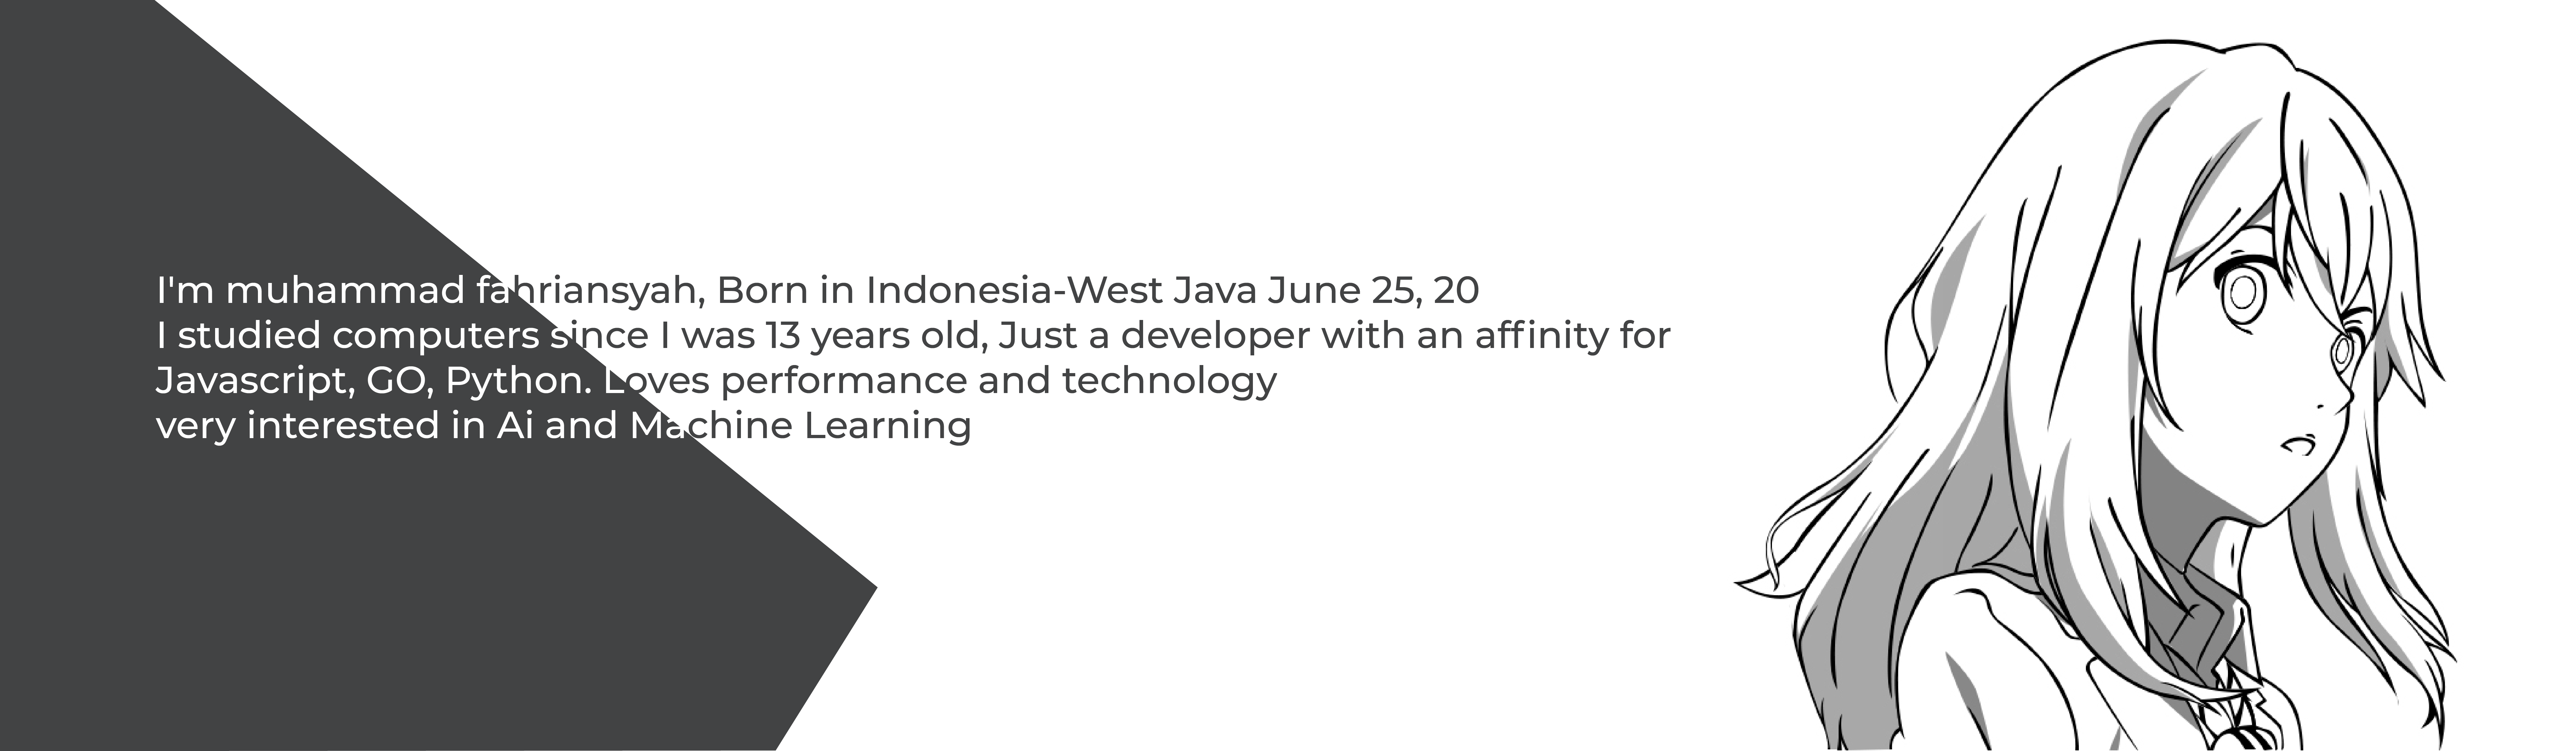 I'm muhammad fahriansyah, Born in Indonesia-West Java June 25, 20
I studied computers since I was 13 years old, Just a developer with an affinity for
Javascript, GO, Python. Loves performance and technology
very interested in Ai and Machine Learning